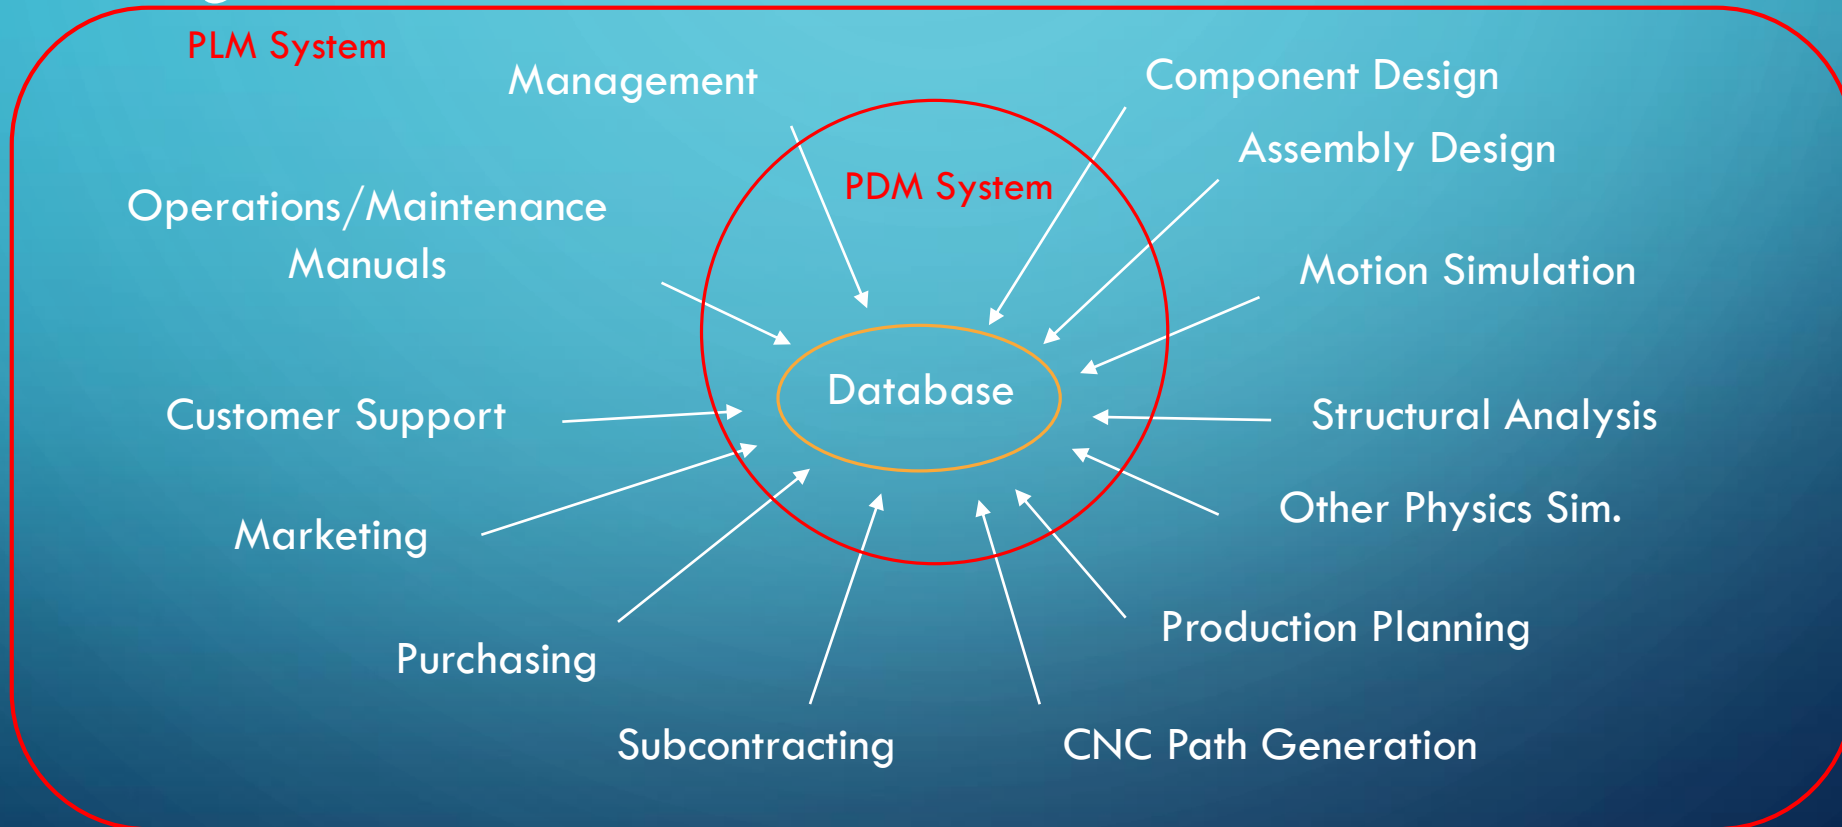 PLM System
Management
Component Design
Assembly Design
PDM System
Operations/Maintenance
Manuals
Motion Simulation
Database
Customer Support
Structural Analysis
Other Physics Sim.
Marketing
Production Planning
Purchasing
Subcontracting
CNC Path Generation